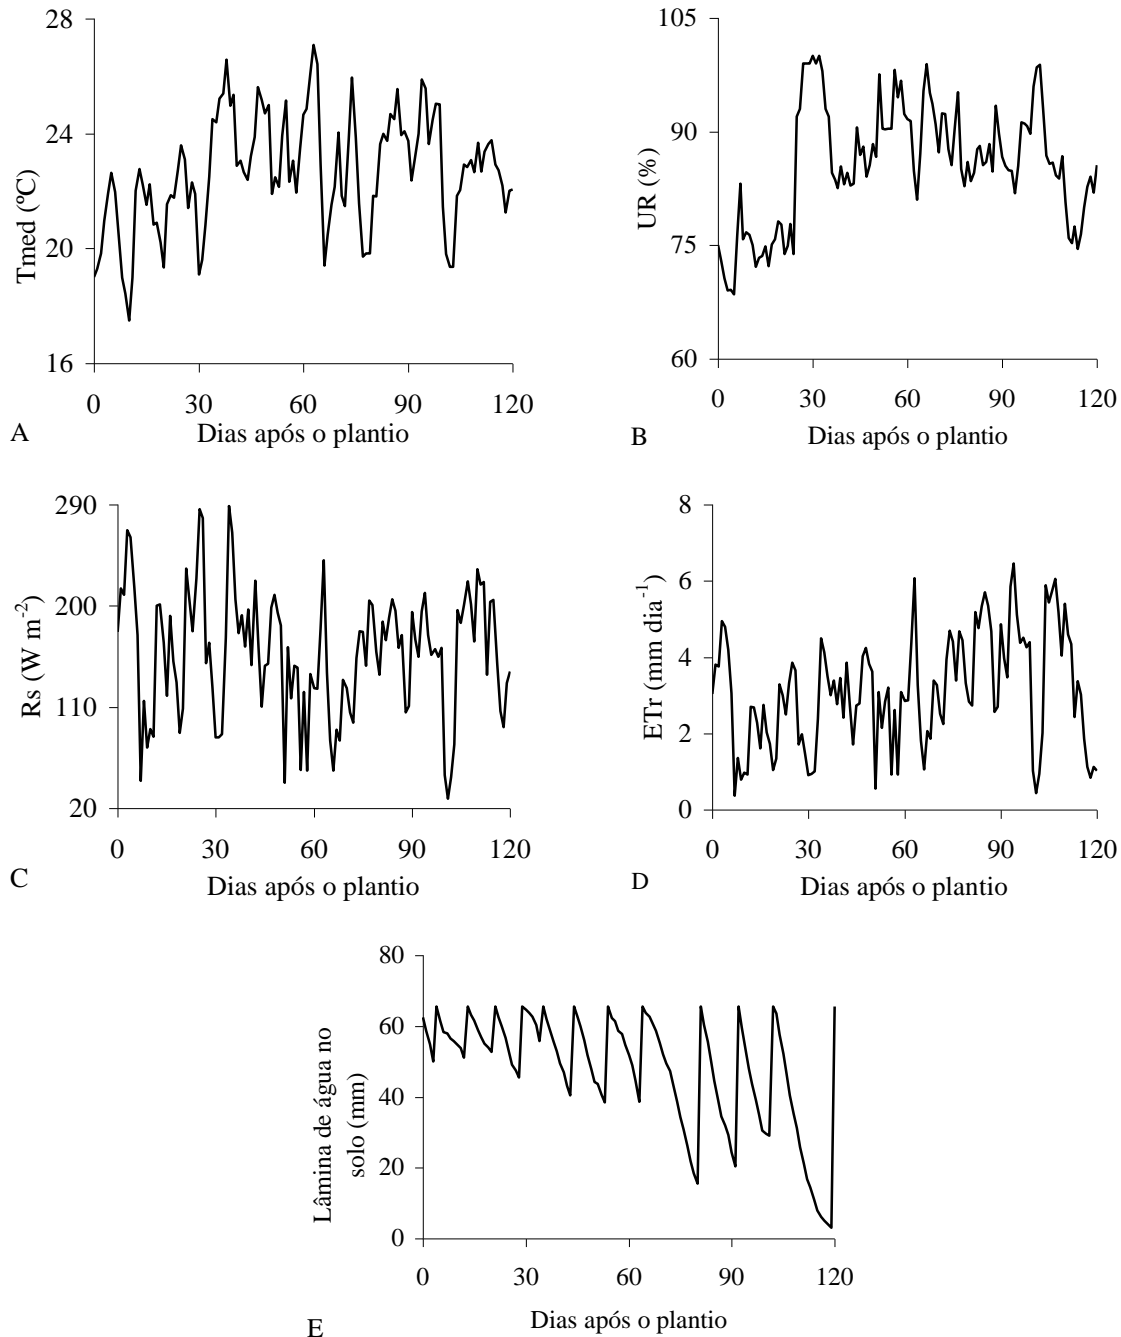 28
24
20
16
Tmed (ºC)
0 30 60 90 120
Dias após o plantio
A
105
90
75
60
UR (%)
0 30 60 90 120
Dias após o plantio
B
290
200
110
20
Rs (W m-2)
0 30 60 90 120
Dias após o plantio
C
8
6
4
2
0
ETr (mm dia-1)
0 30 60 90 120
Dias após o plantio
D
80
60
40
20
0
Lâmina de água no
solo (mm)
0 30 60 90 120
Dias após o plantio
E